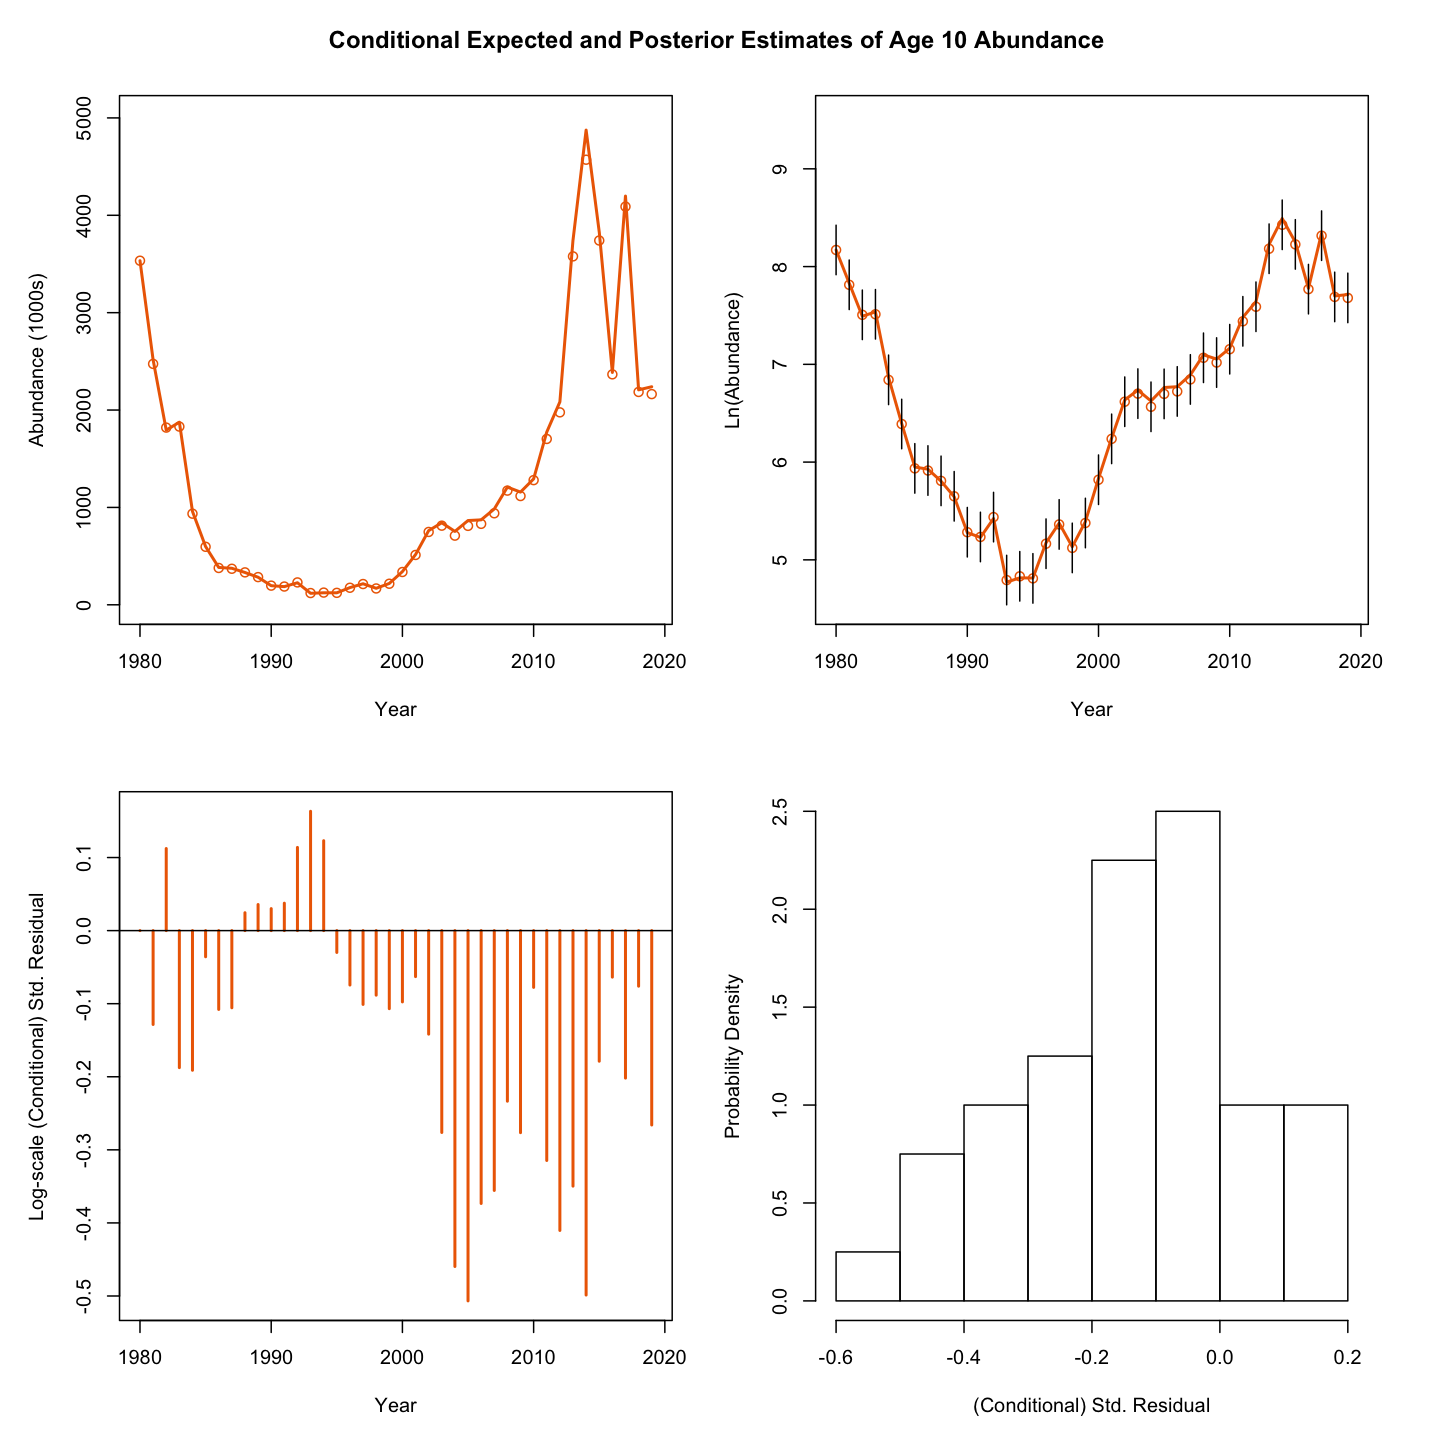 Conditional Expected and Posterior Estimates of Age 10 Abundance
Abundance (1000s)
5000
4000
3000
2000
1000
0
1980 1990 2000 2010 2020
Year
Ln(Abundance)
9
8
7
6
5
1980 1990 2000 2010 2020
Year
Log-scale (Conditional) Std. Residual
0.1
0.0
-0.1
-0.2
-0.3
-0.4
-0.5
1980 1990 2000 2010 2020
Year
Probability Density
2.5
2.0
1.5
1.0
0.5
0.0
-0.6 -0.4 -0.2 0.0 0.2
(Conditional) Std. Residual